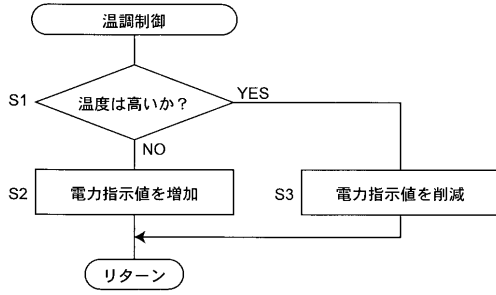 温調制御
S1
温度は高いか？
YES
NO
S2
電力指示値を増加
S3
電力指示値を削減
リターン